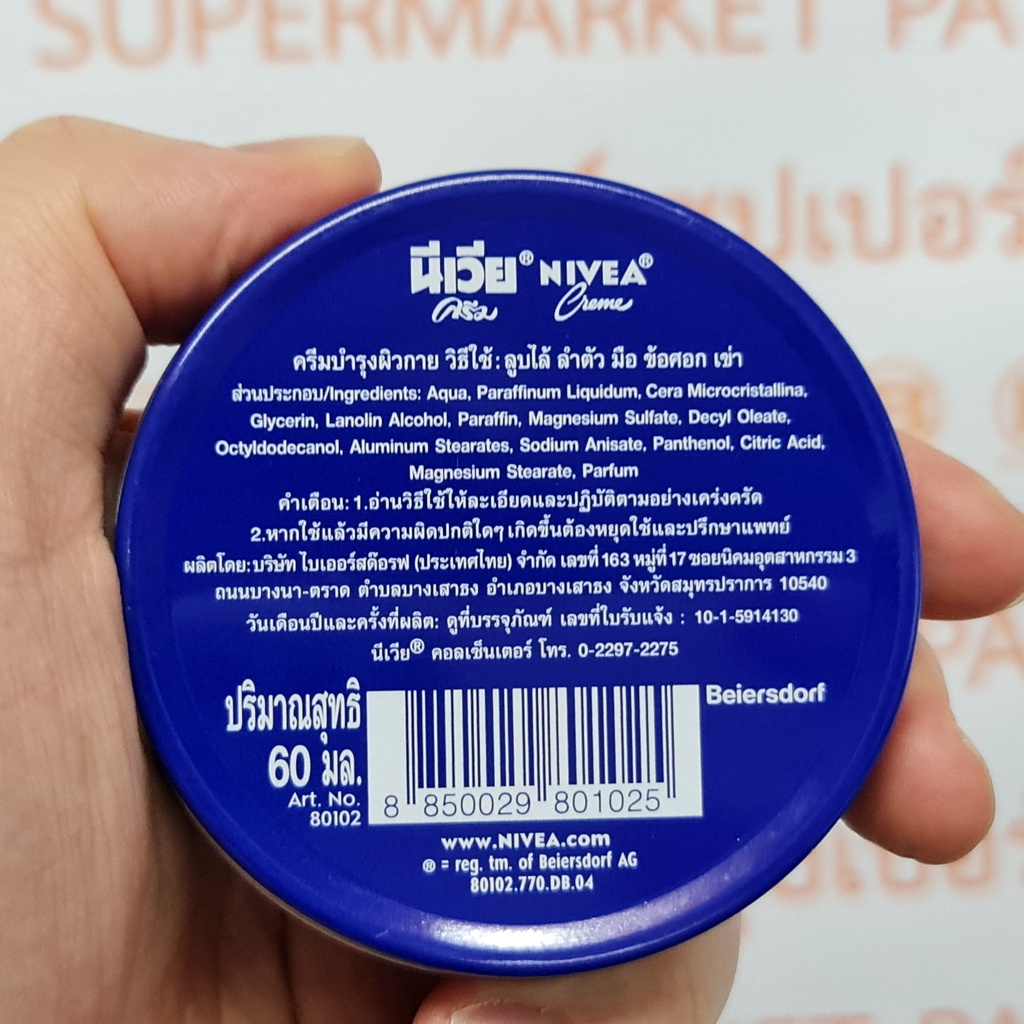 SUPERMARKET PA
นีเวีย® NIVEA®
ครีม Creme
ครีมบำรุงผิวกาย วิธีใช้: ลูบไล้ ลำตัว มือ ข้อศอก เข่า
ส่วนประกอบ/Ingredients: Aqua, Paraffinum Liquidum, Cera Microcristallina,
Glycerin, Lanolin Alcohol, Paraffin, Magnesium Sulfate, Decyl Oleate,
Octyldodecanol, Aluminum Stearates, Sodium Anisate, Panthenol, Citric Acid,
Magnesium Stearate, Parfum
คำเตือน: 1.อ่านวิธีใช้ให้ละเอียดและปฏิบัติตามอย่างเคร่งครัด
2.หากใช้แล้วมีความผิดปกติใดๆ เกิดขึ้นต้องหยุดใช้และปรึกษาแพทย์
ผลิตโดย: บริษัท ไบเออร์สด๊อรฟ (ประเทศไทย) จำกัด เลขที่ 163 หมู่ที่ 17 ซอยนิคมอุตสาหกรรม 3
ถนนบางนา-ตราด ตำบลบางเสาธง อำเภอบางเสาธง จังหวัดสมุทรปราการ 10540
วันเดือนปีและครั้งที่ผลิต: ดูที่บรรจุภัณฑ์ เลขที่ใบรับแจ้ง : 10-1-5914130
นีเวีย® คอลเซ็นเตอร์ โทร. 0-2297-2275
ปริมาณสุทธิ
60 มล.
Art. No.
80102
8 850029 801025
Beiersdorf
www.NIVEA.com
® = reg. tm. of Beiersdorf AG
80102.770.DB.04